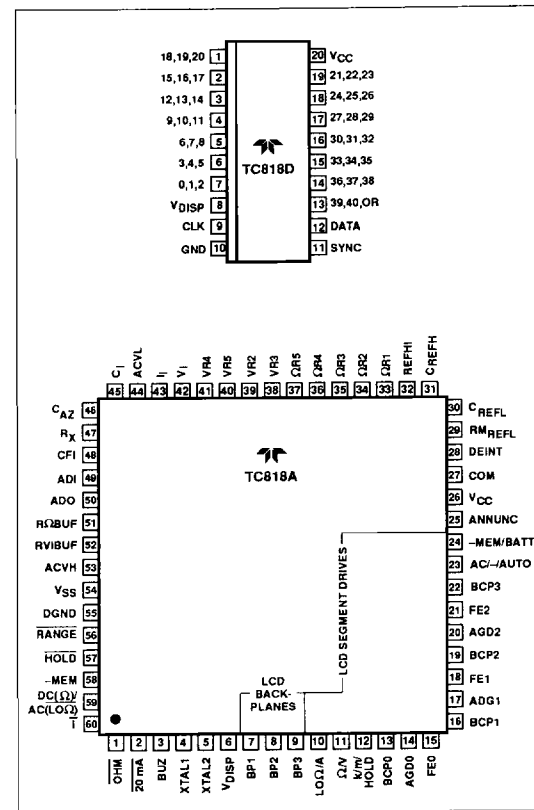 18,19,20 1 20 VCC
15,16,17 2 19 21,22,23
12,13,14 3 18 24,25,26
9,10,11 4 17 27,28,29
6,7,8 5 16 30,31,32
3,4,5 6 15 33,34,35
0,1,2 7 14 36,37,38
VDISP 8 13 39,40,OR
CLK 9 12 DATA
GND 10 11 SYNC
TC818D
CI ACVL II VI VR4 VR5 VR2 VR3 ΩR5 ΩR4 ΩR3 ΩR2 ΩR1 REFHI CREFH
45 44 43 42 41 40 39 38 37 36 35 34 33 32 31
CAZ 46 30 CREFL
RX 47 29 RMREFL
CFI 48 28 DEINT
ADI 49 27 COM
ADO 50 26 VCC
RΩBUF 51 25 ANNUNC
RVIBUF 52 24 –MEM/BATT
ACVH 53 23 AC/–/AUTO
VSS 54 22 BCP3
DGND 55 21 FE2
RANGE 56 20 AGD2
HOLD 57 19 BCP2
-MEM 58 18 FE1
DC(Ω)/
AC(LOΩ) 59 17 ADG1
I 60 16 BCP1
TC818A
LCD SEGMENT DRIVES
LCD
BACK-
PLANES
1 2 3 4 5 6 7 8 9 10 11 12 13 14 15
OHM 20 mA BUZ XTAL1 XTAL2 VDISP BP1 BP2 BP3 LOΩ/A Ω/V k/m/HOLD BCP0 AGD0 FE0